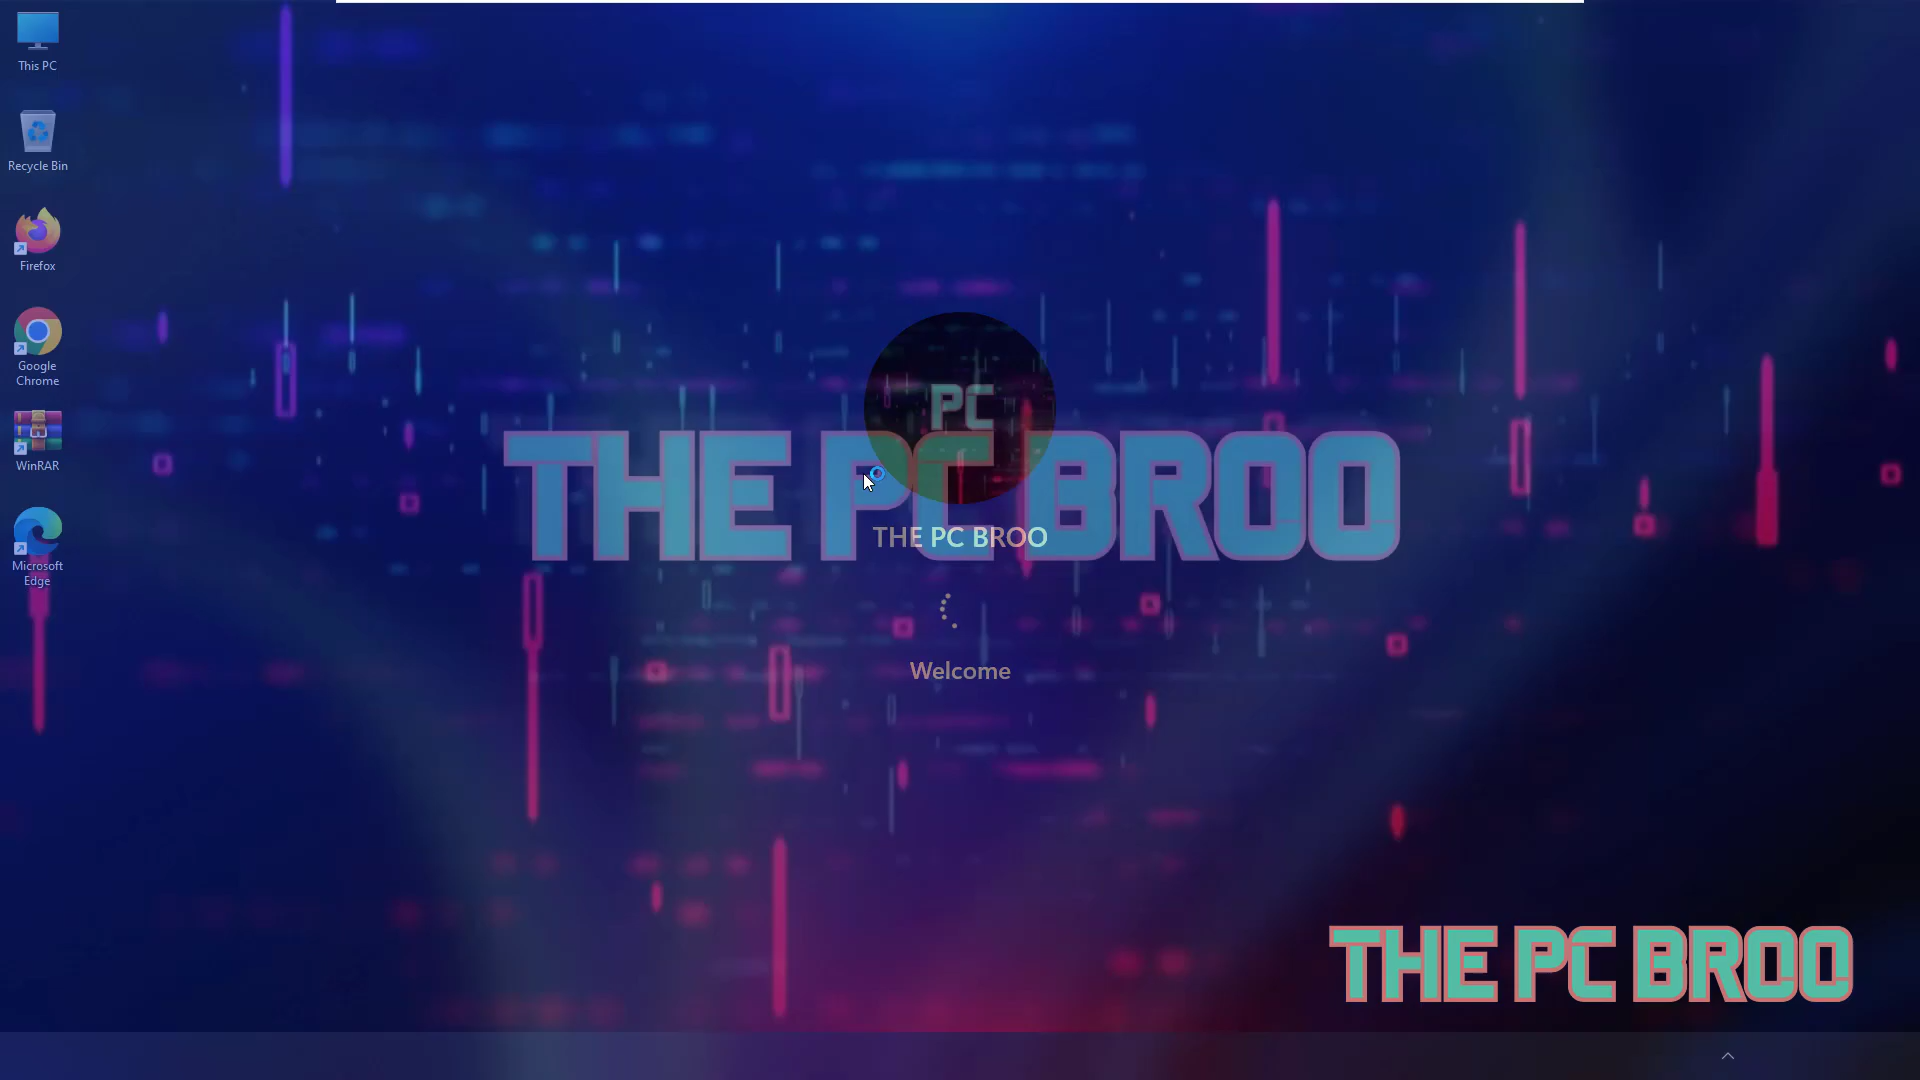 This PC
Recycle Bin
Firefox
Google
Chrome
WinRAR
Microsoft
Edge
PC
THE PC BROO
THE PC BROO
Welcome
THE PC BROO